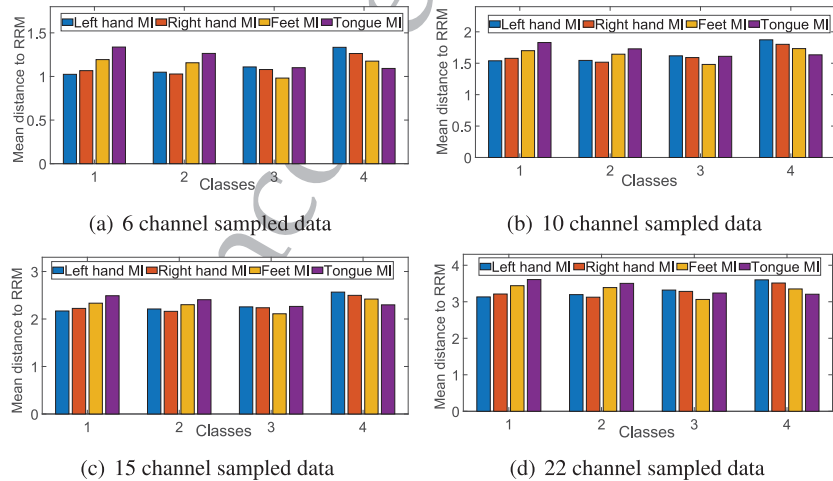 Left hand MI Right hand MI Feet MI Tongue MI
Mean distance to RRM
1.5
1
0.5
0
1 2 3 4
Classes
(a) 6 channel sampled data
Left hand MI Right hand MI Feet MI Tongue MI
Mean distance to RRM
2
1.5
1
0.5
0
1 2 3 4
Classes
(b) 10 channel sampled data
Left hand MI Right hand MI Feet MI Tongue MI
Mean distance to RRM
3
2
1
0
1 2 3 4
Classes
(c) 15 channel sampled data
Left hand MI Right hand MI Feet MI Tongue MI
Mean distance to RRM
4
3
2
1
0
1 2 3 4
Classes
(d) 22 channel sampled data